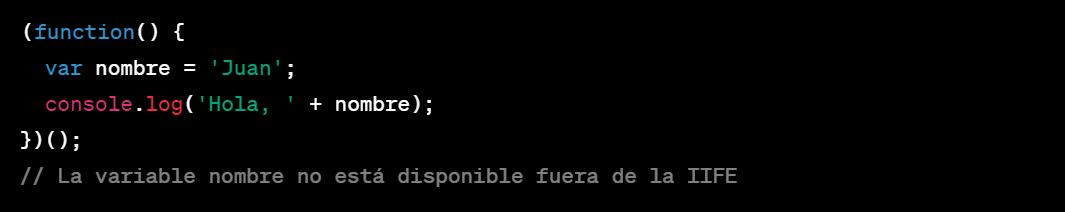 (function() {
  var nombre = 'Juan';
  console.log('Hola, ' + nombre);
})();
// La variable nombre no está disponible fuera de la IIFE